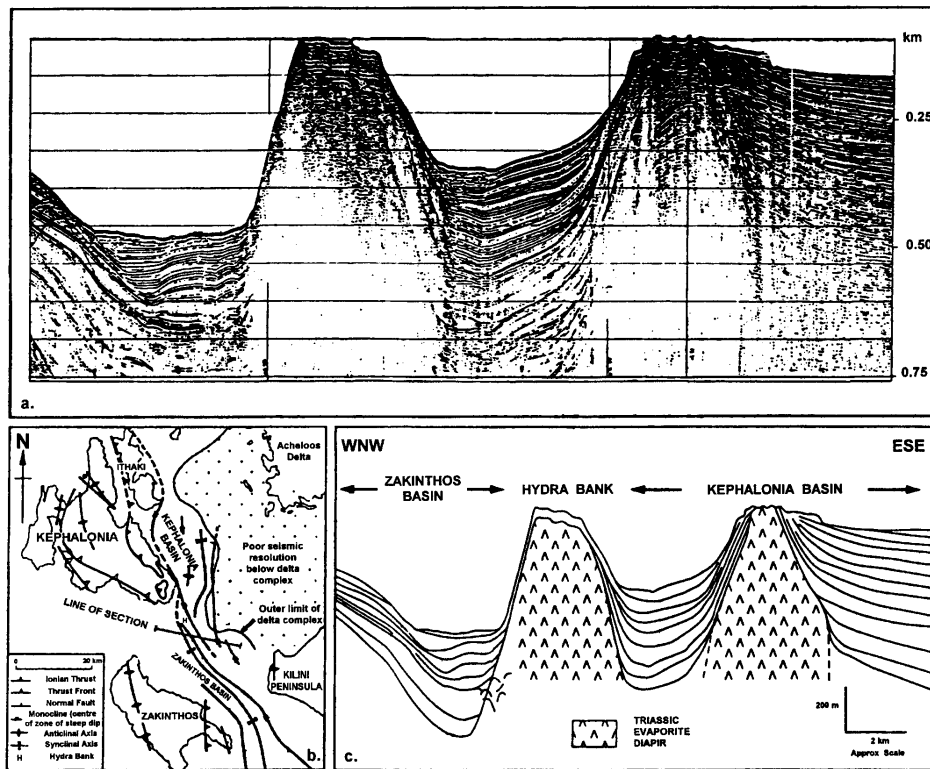 km
0.25
0.50
0.75
a.
N
Acheloos
Delta
ITHAKI
KEPHALONIA
KEPHALONIA
BASIN
Poor seismic
resolution
below delta
complex
LINE OF SECTION
Outer limit of
delta complex
H
KILINI
PENINSULA
ZAKINTHOS BASIN
ZAKINTHOS
0 20 km
Ionian Thrust
Thrust Front
Normal Fault
Monocline (centre
of zone of steep dip
Anticlinal Axis
Synclinal Axis
H Hydra Bank
b.
WNW ESE
ZAKINTHOS
BASIN
HYDRA BANK
KEPHALONIA BASIN
TRIASSIC
EVAPORITE
DIAPIR
200 m
2 km
Approx Scale
c.